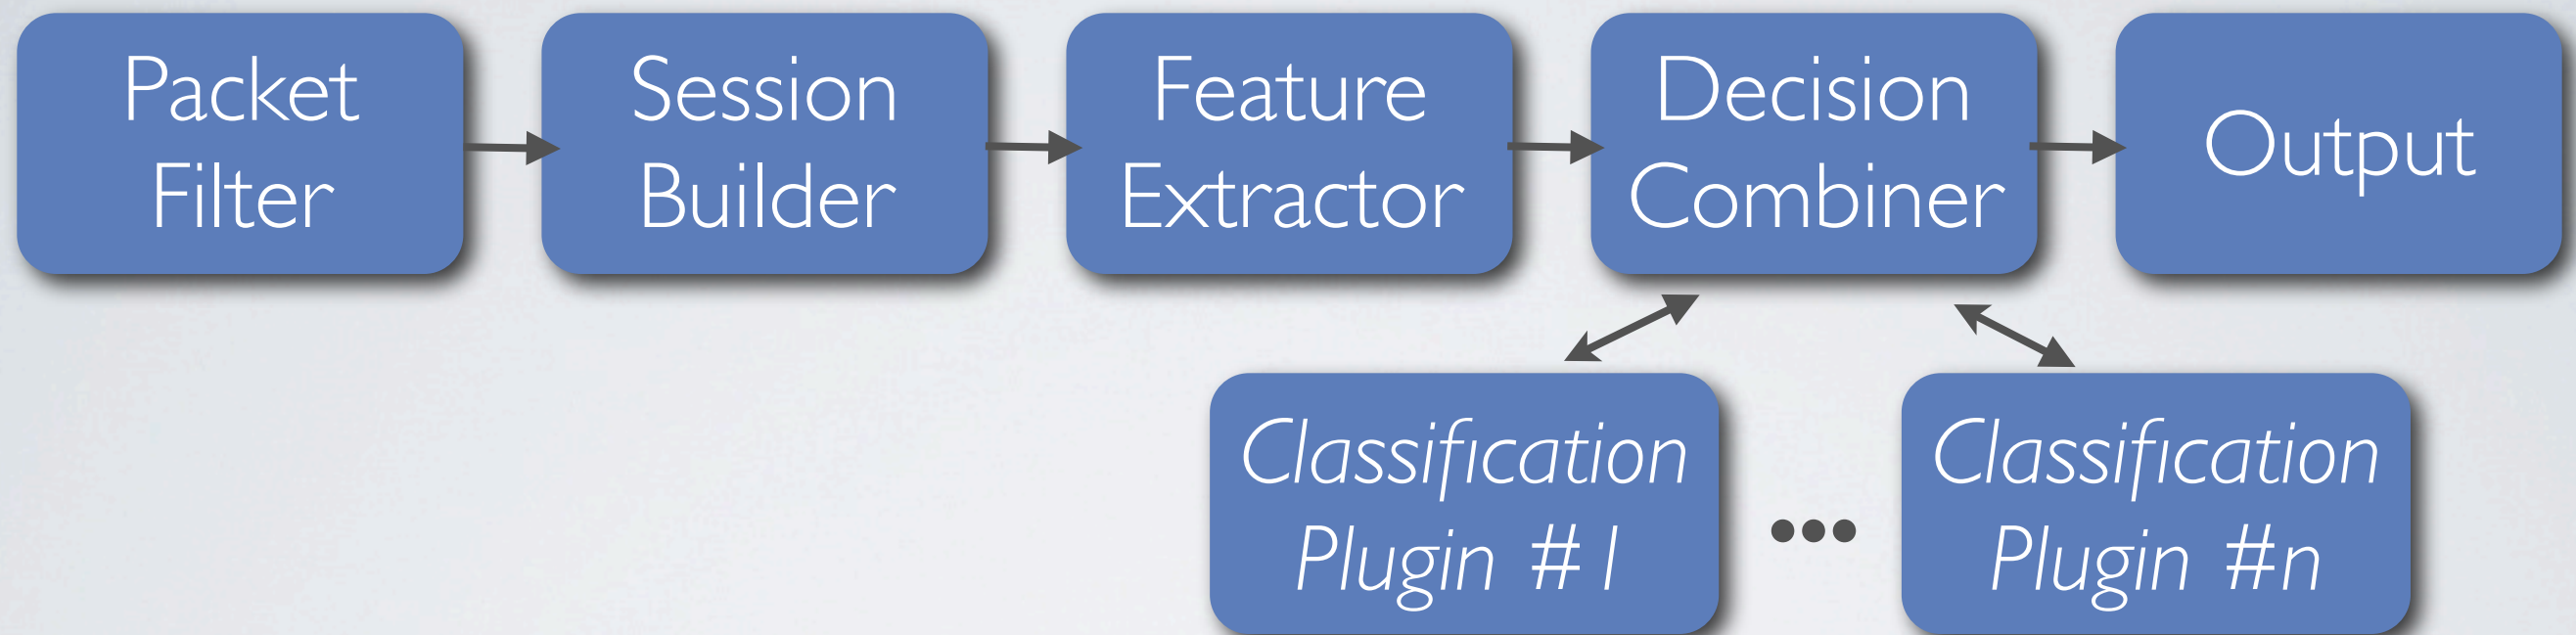 Packet
Filter
Session
Builder
Feature
Extractor
Decision
Combiner
Output
Classification
Plugin #1
Classification
Plugin #n